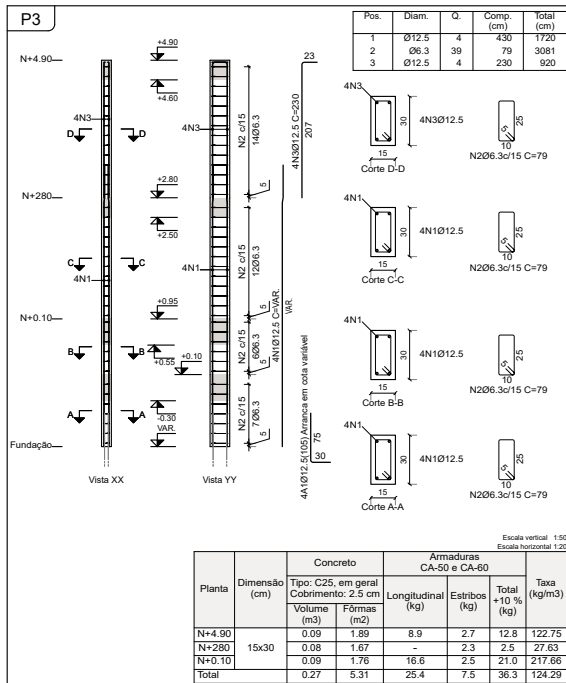 P3
Pos. Diam. Q. Comp. (cm) Total (cm)
1 Ø12.5 4 430 1720
2 Ø6.3 39 79 3081
3 Ø12.5 4 230 920
N+4.90
4N3
D D
N+280
C C
4N1
N+0.10
B B
A A
Fundação
Vista XX
+4.90
+4.60
+2.80
+2.50
+0.95
+0.55
+0.10
-0.30
VAR.
4N3
4N1
Vista YY
N2 c/15
14Ø6.3
5
N2 c/15
12Ø6.3
5
N2 c/15
6Ø6.3
5
N2 c/15
7Ø6.3
5
23
4N3Ø12.5 C=230
207
4N1Ø12.5 C=VAR.
VAR.
4A1Ø12.5(105) Arranca em cota variável
75
30
4N3
30
4N3Ø12.5
15
Corte D-D
25
5
10
N2Ø6.3c/15 C=79
4N1
30
4N1Ø12.5
15
Corte C-C
25
5
10
N2Ø6.3c/15 C=79
4N1
30
4N1Ø12.5
15
Corte B-B
25
5
10
N2Ø6.3c/15 C=79
4N1
30
4N1Ø12.5
15
Corte A-A
25
5
10
N2Ø6.3c/15 C=79
Escala vertical 1:50
Escala horizontal 1:20
Planta Dimensão (cm) Concreto Armaduras CA-50 e CA-60 Taxa (kg/m3)
Tipo: C25, em geral
Cobrimento: 2.5 cm
Volume (m3) Fôrmas (m2) Longitudinal (kg) Estribos (kg) Total +10 % (kg)
N+4.90 15x30 0.09 1.89 8.9 2.7 12.8 122.75
N+280 0.08 1.67 - 2.3 2.5 27.63
N+0.10 0.09 1.76 16.6 2.5 21.0 217.66
Total 0.27 5.31 25.4 7.5 36.3 124.29